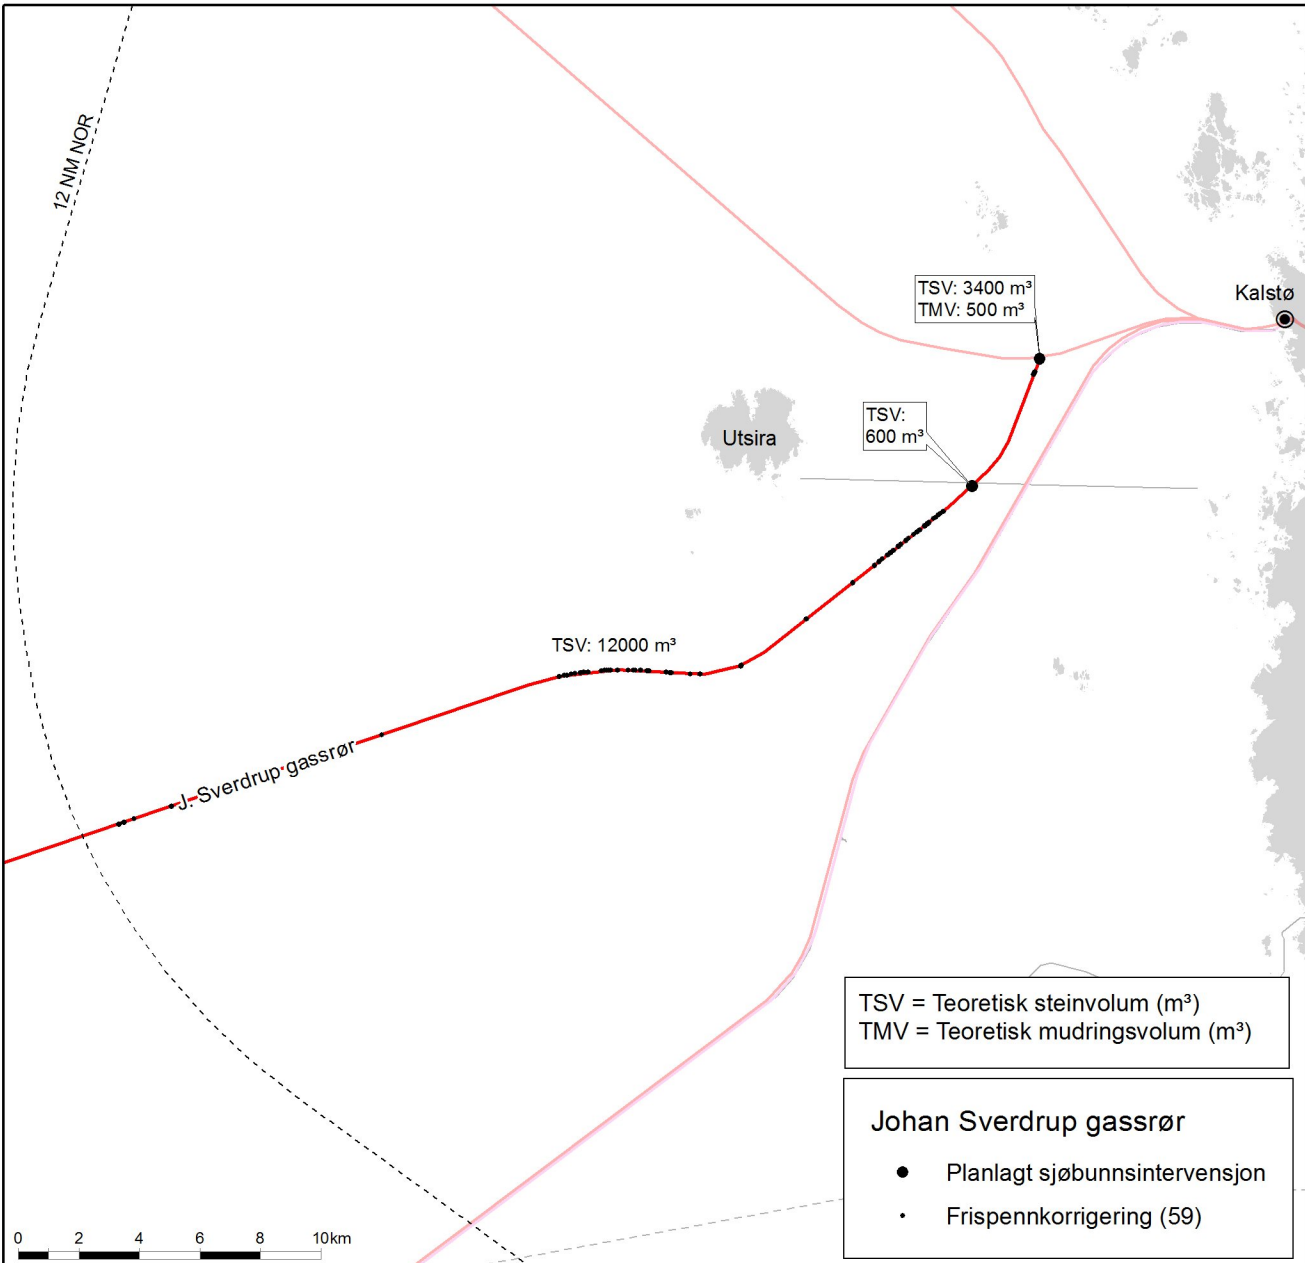 12 NM NOR
Kalstø
TSV: 3400 m³
TMV: 500 m³
TSV:
600 m³
Utsira
TSV: 12000 m³
J. Sverdrup gassrør
TSV = Teoretisk steinvolum (m³)
TMV = Teoretisk mudringsvolum (m³)
Johan Sverdrup gassrør
Planlagt sjøbunnsintervensjon
Frispennkorrigering (59)
0 2 4 6 8 10km